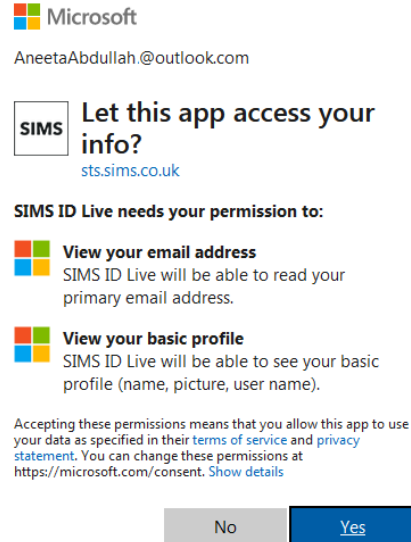 Microsoft
AneetaAbdullah.@outlook.com
SIMS
Let this app access your
info?
sts.sims.co.uk
SIMS ID Live needs your permission to:
View your email address
SIMS ID Live will be able to read your
primary email address.
View your basic profile
SIMS ID Live will be able to see your basic
profile (name, picture, user name).
Accepting these permissions means that you allow this app to use
your data as specified in their terms of service and privacy
statement. You can change these permissions at
https://microsoft.com/consent. Show details
No
Yes